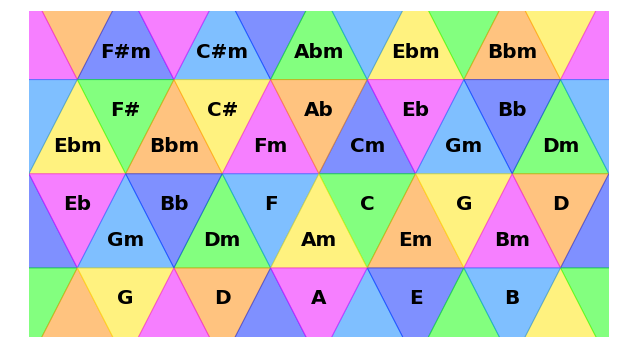 F#m C#m Abm Ebm Bbm
F# C# Ab Eb Bb
Ebm Bbm Fm Cm Gm Dm
Eb Bb F C G D
Gm Dm Am Em Bm
G D A E B